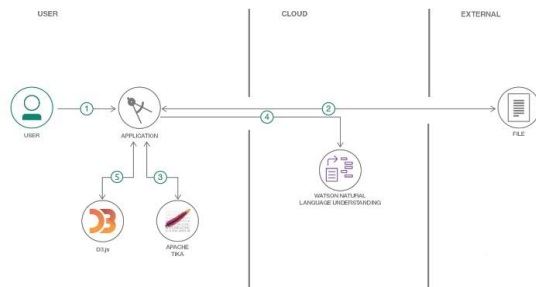 USER
CLOUD
EXTERNAL
1
2
4
USER
APPLICATION
FILE
5
3
WATSON NATURAL
LANGUAGE UNDERSTANDING
D3
D3.js
APACHE
TIKA